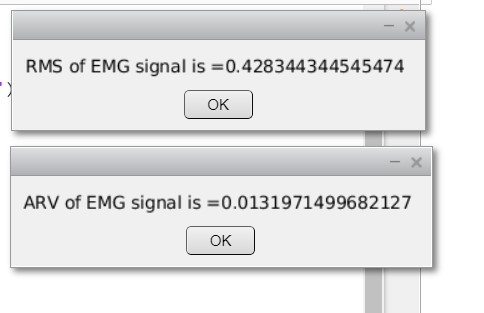 RMS of EMG signal is =0.428344344545474
OK
ARV of EMG signal is =0.0131971499682127
OK